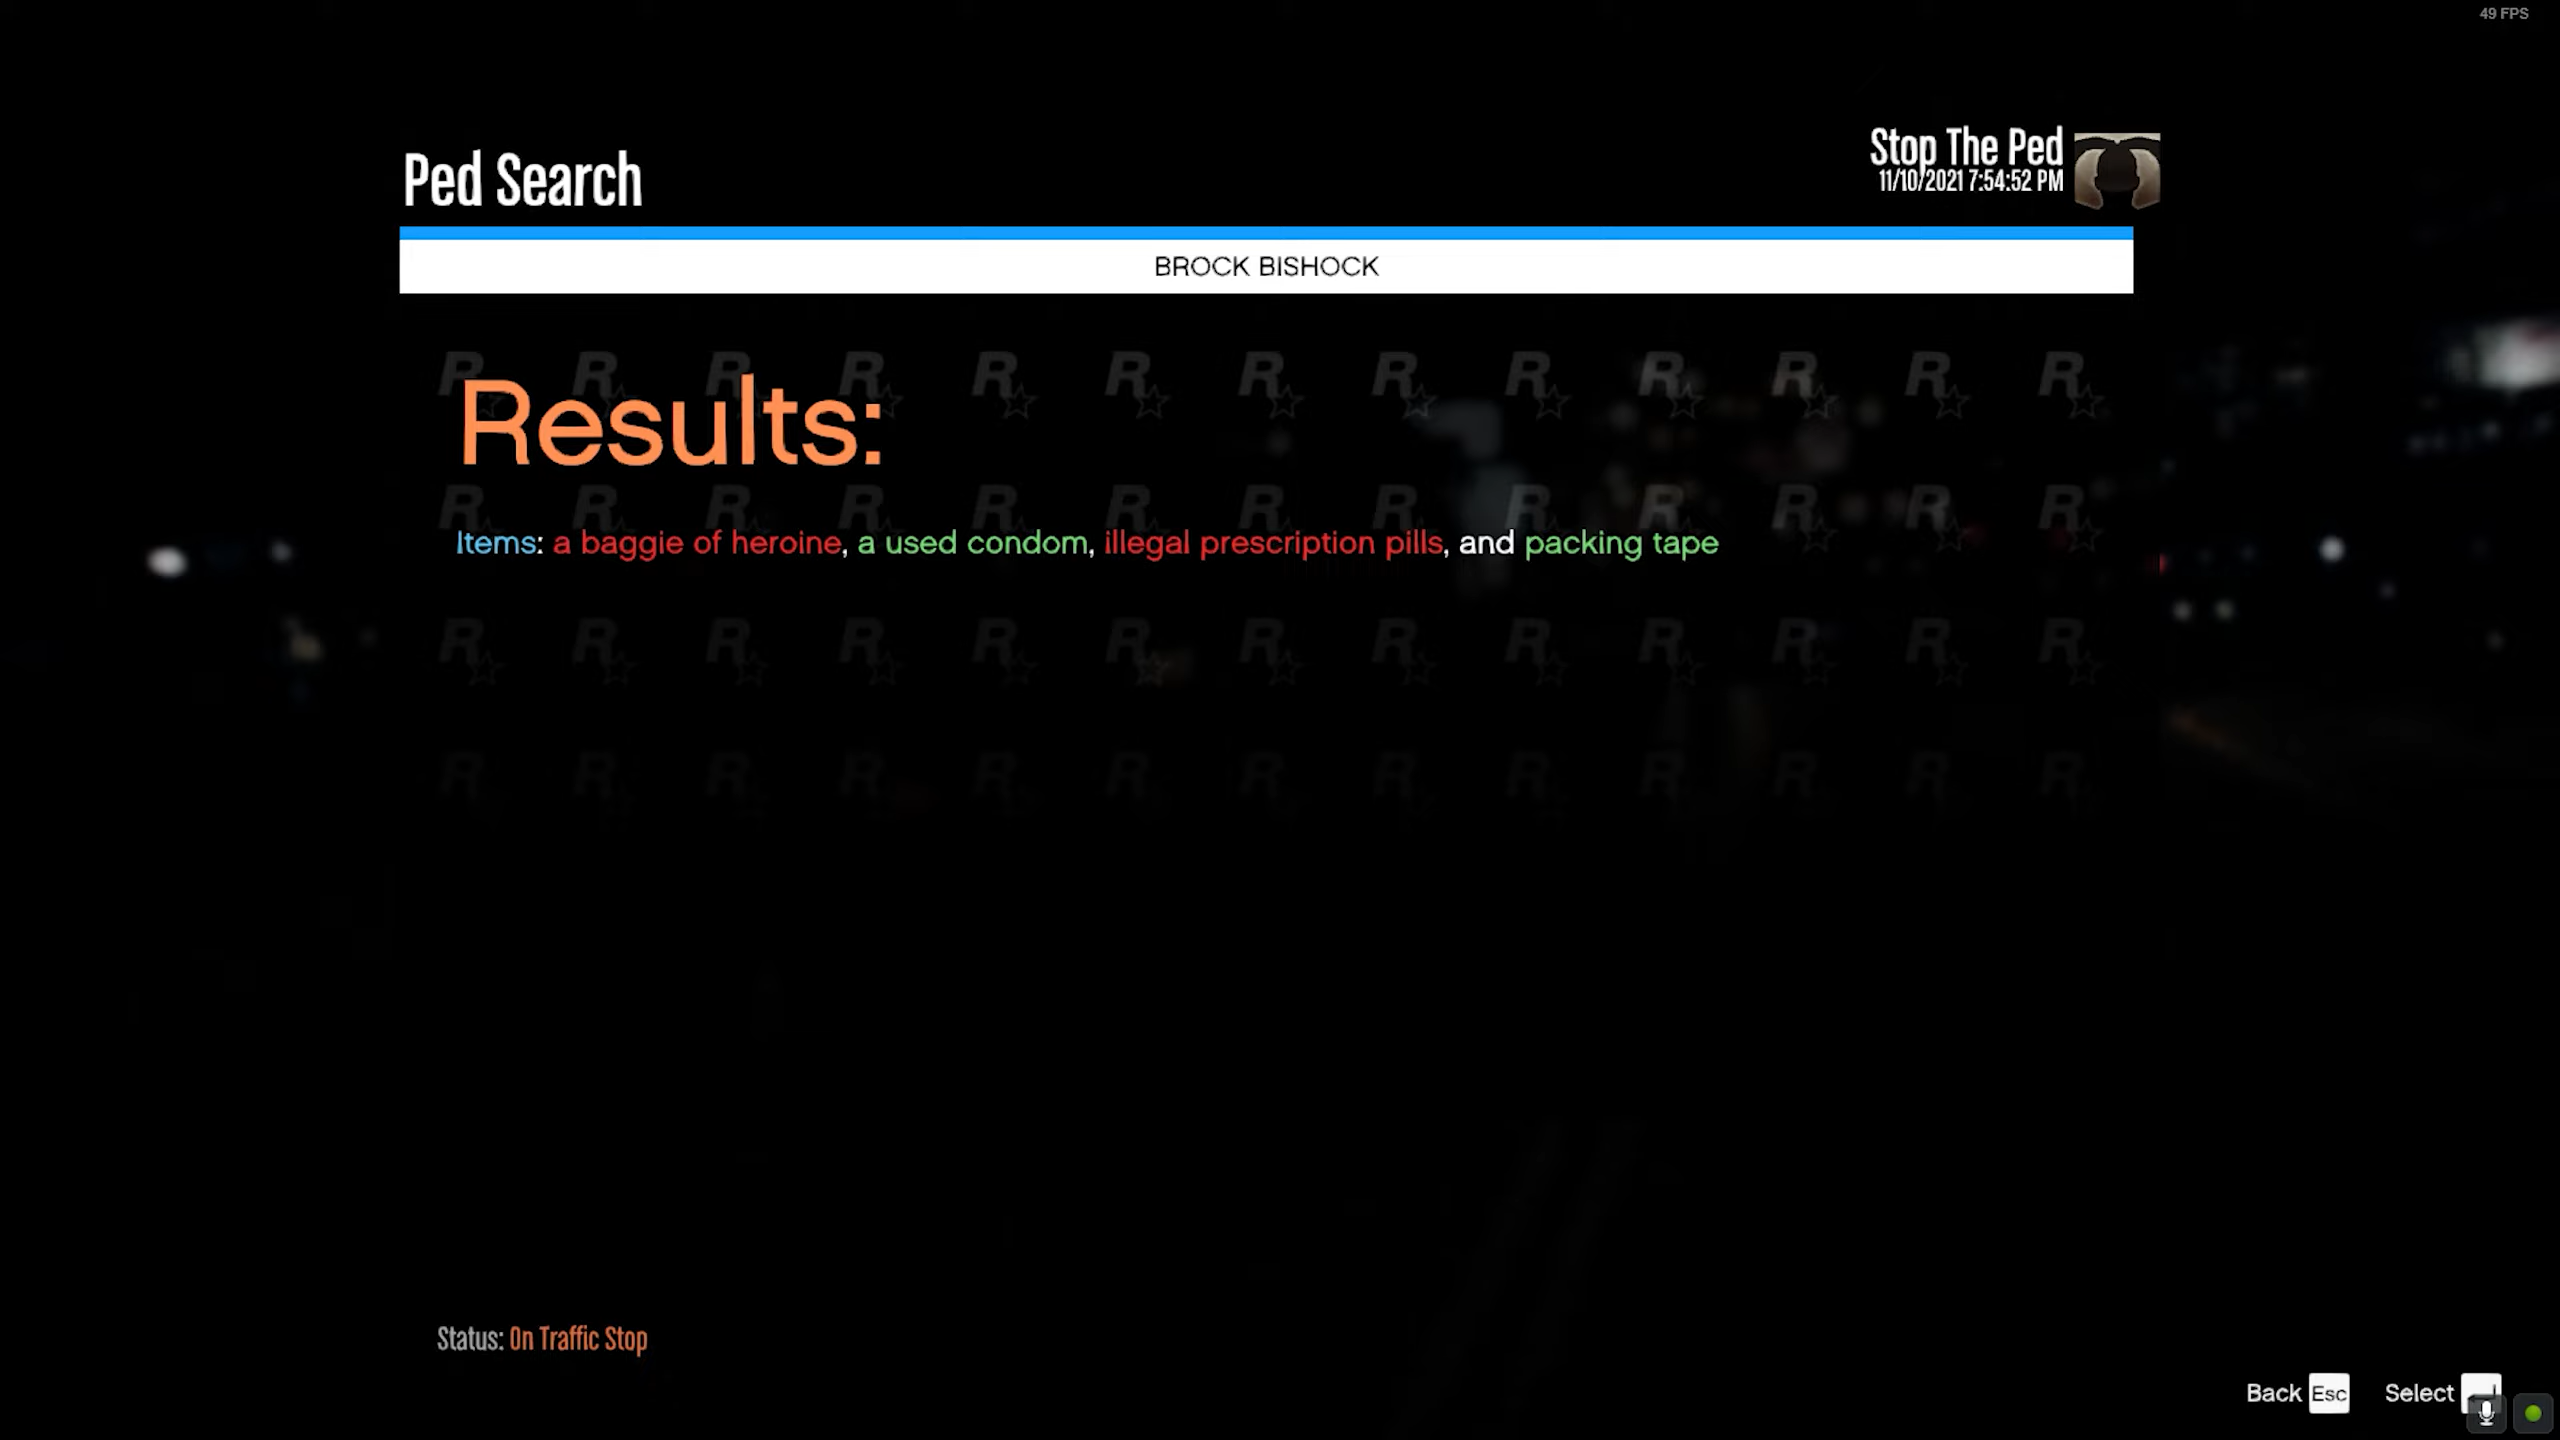 49 FPS
Ped Search
Stop The Ped
11/10/2021 7:54:52 PM
BROCK BISHOCK
Results:
Items: a baggie of heroine, a used condom, illegal prescription pills, and packing tape
Status: On Traffic Stop
Back Esc Select